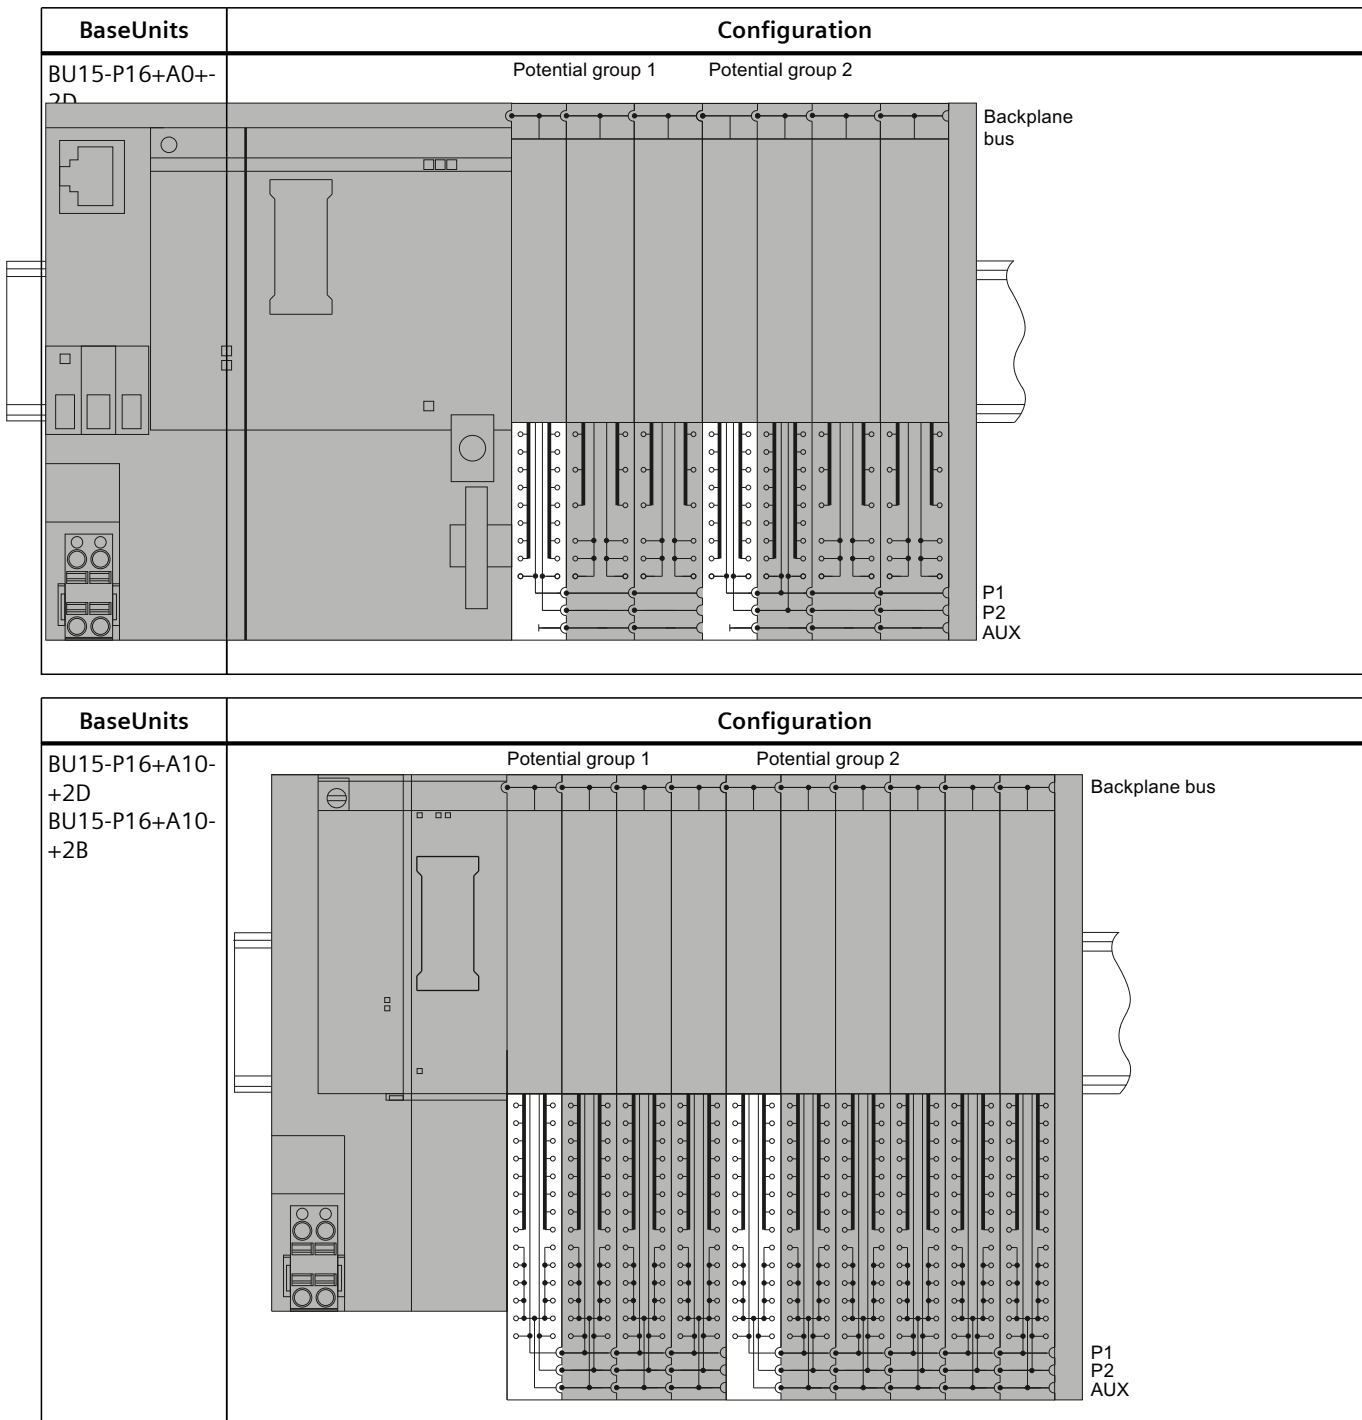 BaseUnits
Configuration
BU15-P16+A0+-
2D
Potential group 1
Potential group 2
Backplane
bus
P1
P2
AUX
BaseUnits
Configuration
BU15-P16+A10-
+2D
BU15-P16+A10-
+2B
Potential group 1
Potential group 2
Backplane bus
P1
P2
AUX